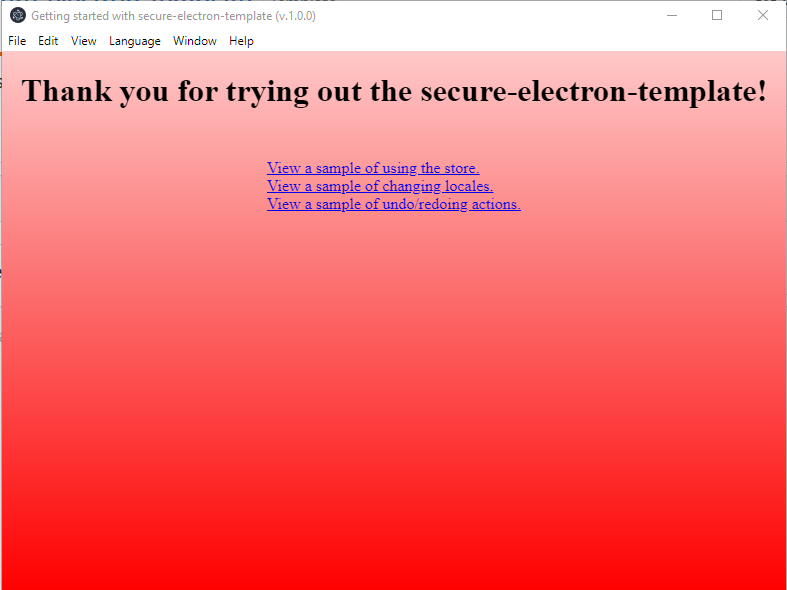 Getting started with secure-electron-template (v.1.0.0)
File Edit View Language Window Help
Thank you for trying out the secure-electron-template!
View a sample of using the store.
View a sample of changing locales.
View a sample of undo/redoing actions.